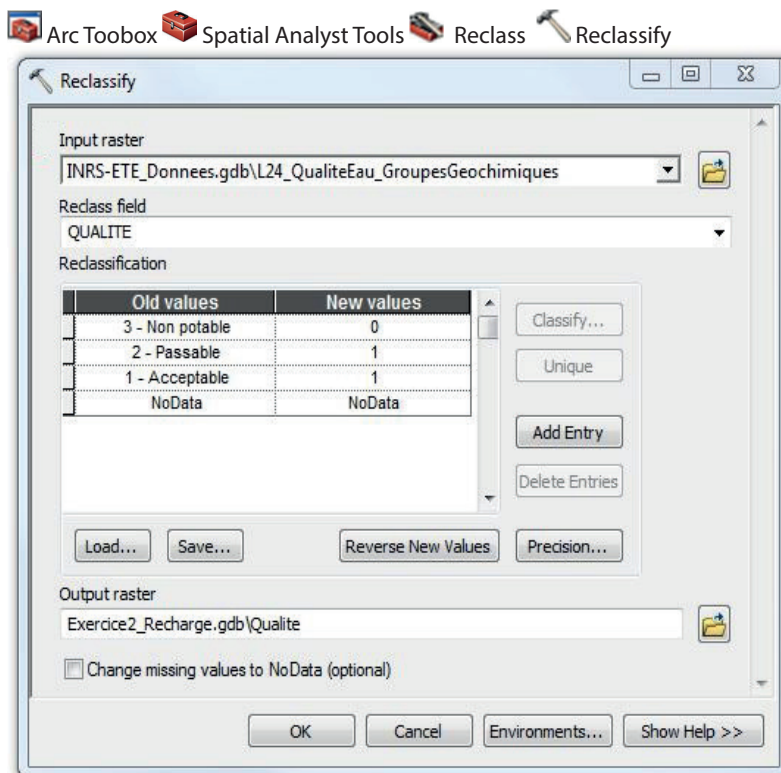 Arc Toobox Spatial Analyst Tools Reclass Reclassify
Reclassify
Input raster
INRS-ETE_Donnees.gdb\L24_QualiteEau_GroupesGeochimiques
Reclass field
QUALITE
Reclassification
Old values New values
3 - Non potable 0
2 - Passable 1
1 - Acceptable 1
NoData NoData
Classify...
Unique
Add Entry
Delete Entries
Load... Save... Reverse New Values Precision...
Output raster
Exercice2_Recharge.gdb\Qualite
Change missing values to NoData (optional)
OK Cancel Environments... Show Help >>